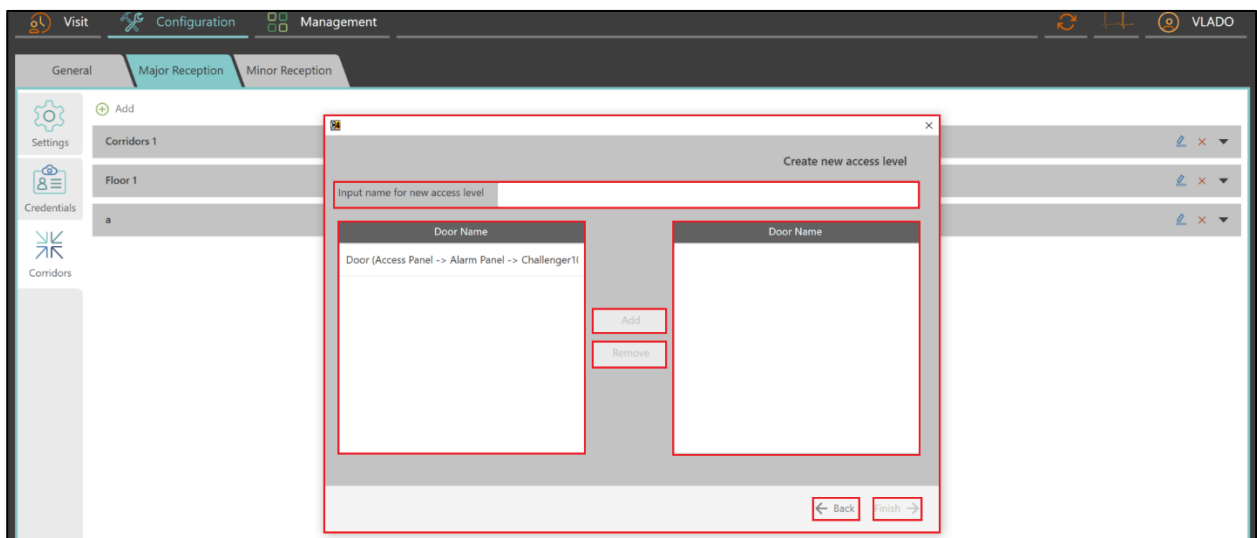 Visit
Configuration
Management
VLADO
General
Major Reception
Minor Reception
Settings
Credentials
Corridors
Add
Corridors 1
Floor 1
a
Create new access level
Input name for new access level
Door Name
Door (Access Panel -> Alarm Panel -> Challenger1(
Add
Remove
Door Name
Back
Finish